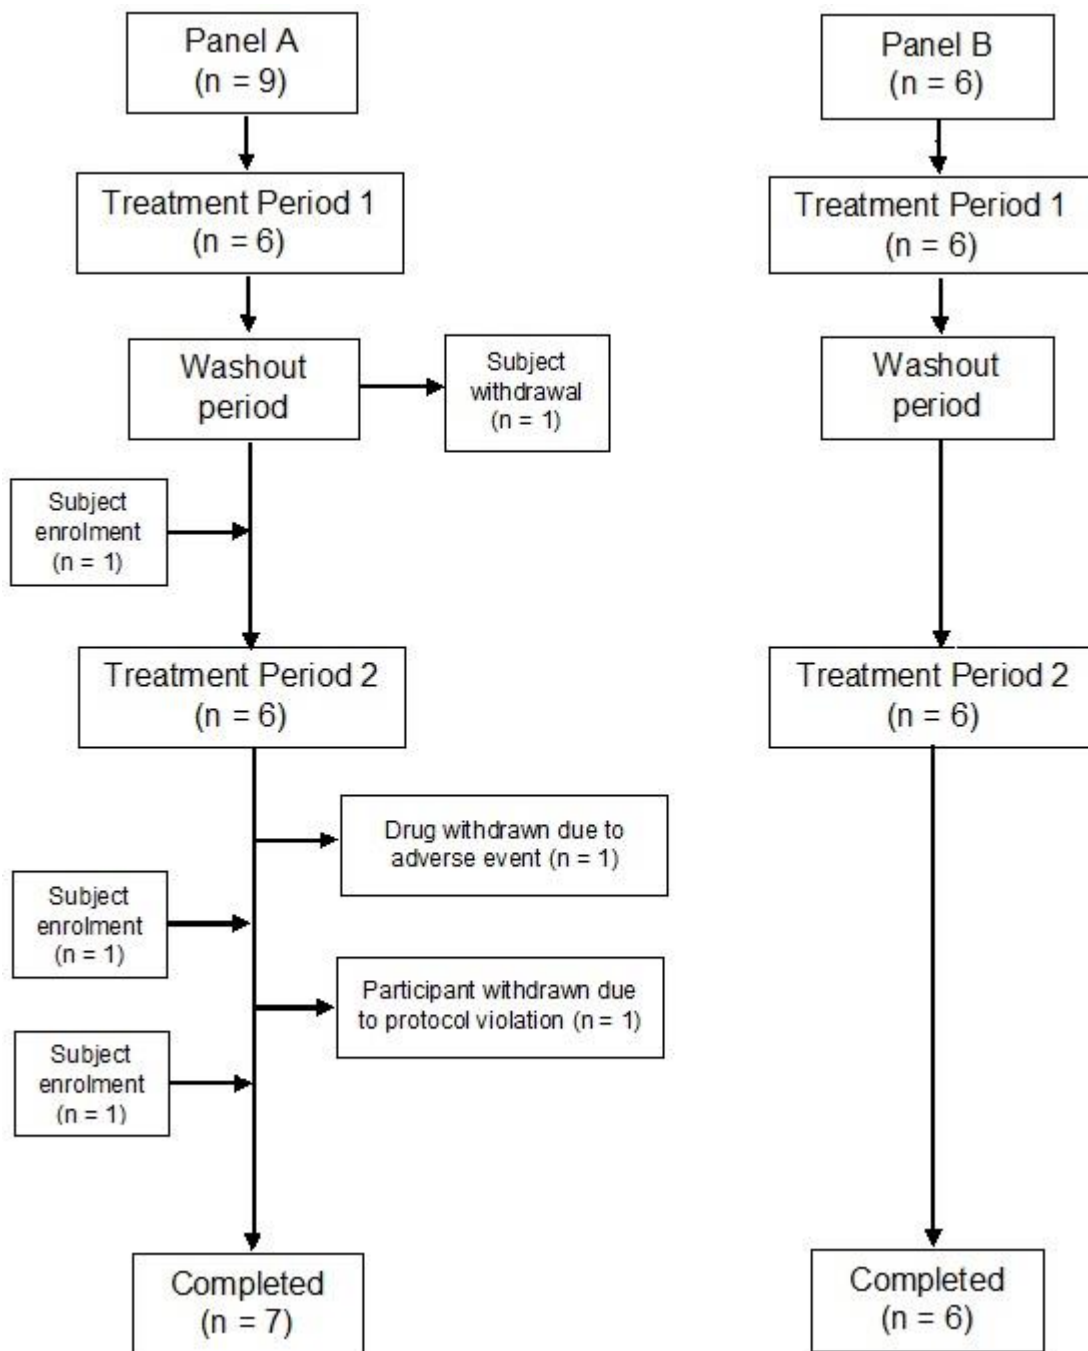 Panel A
(n = 9)
Treatment Period 1
(n = 6)
Washout
period
Subject
withdrawal
(n = 1)
Subject
enrolment
(n = 1)
Treatment Period 2
(n = 6)
Drug withdrawn due to
adverse event (n = 1)
Subject
enrolment
(n = 1)
Participant withdrawn due
to protocol violation (n = 1)
Subject
enrolment
(n = 1)
Completed
(n = 7)
Panel B
(n = 6)
Treatment Period 1
(n = 6)
Washout
period
Treatment Period 2
(n = 6)
Completed
(n = 6)